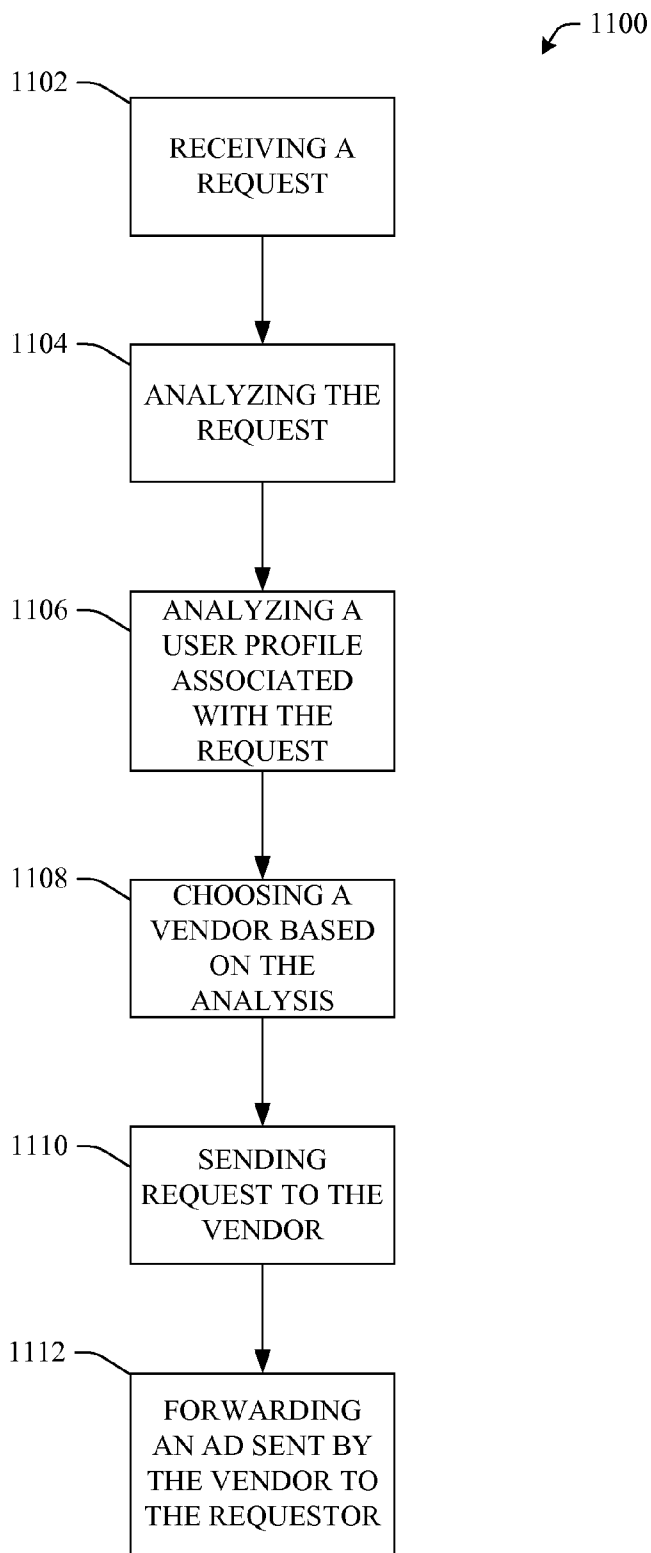 1100
1102
RECEIVING A
REQUEST
1104
ANALYZING THE
REQUEST
1106
ANALYZING A
USER PROFILE
ASSOCIATED
WITH THE
REQUEST
1108
CHOOSING A
VENDOR BASED
ON THE
ANALYSIS
1110
SENDING
REQUEST TO THE
VENDOR
1112
FORWARDING
AN AD SENT BY
THE VENDOR TO
THE REQUESTOR